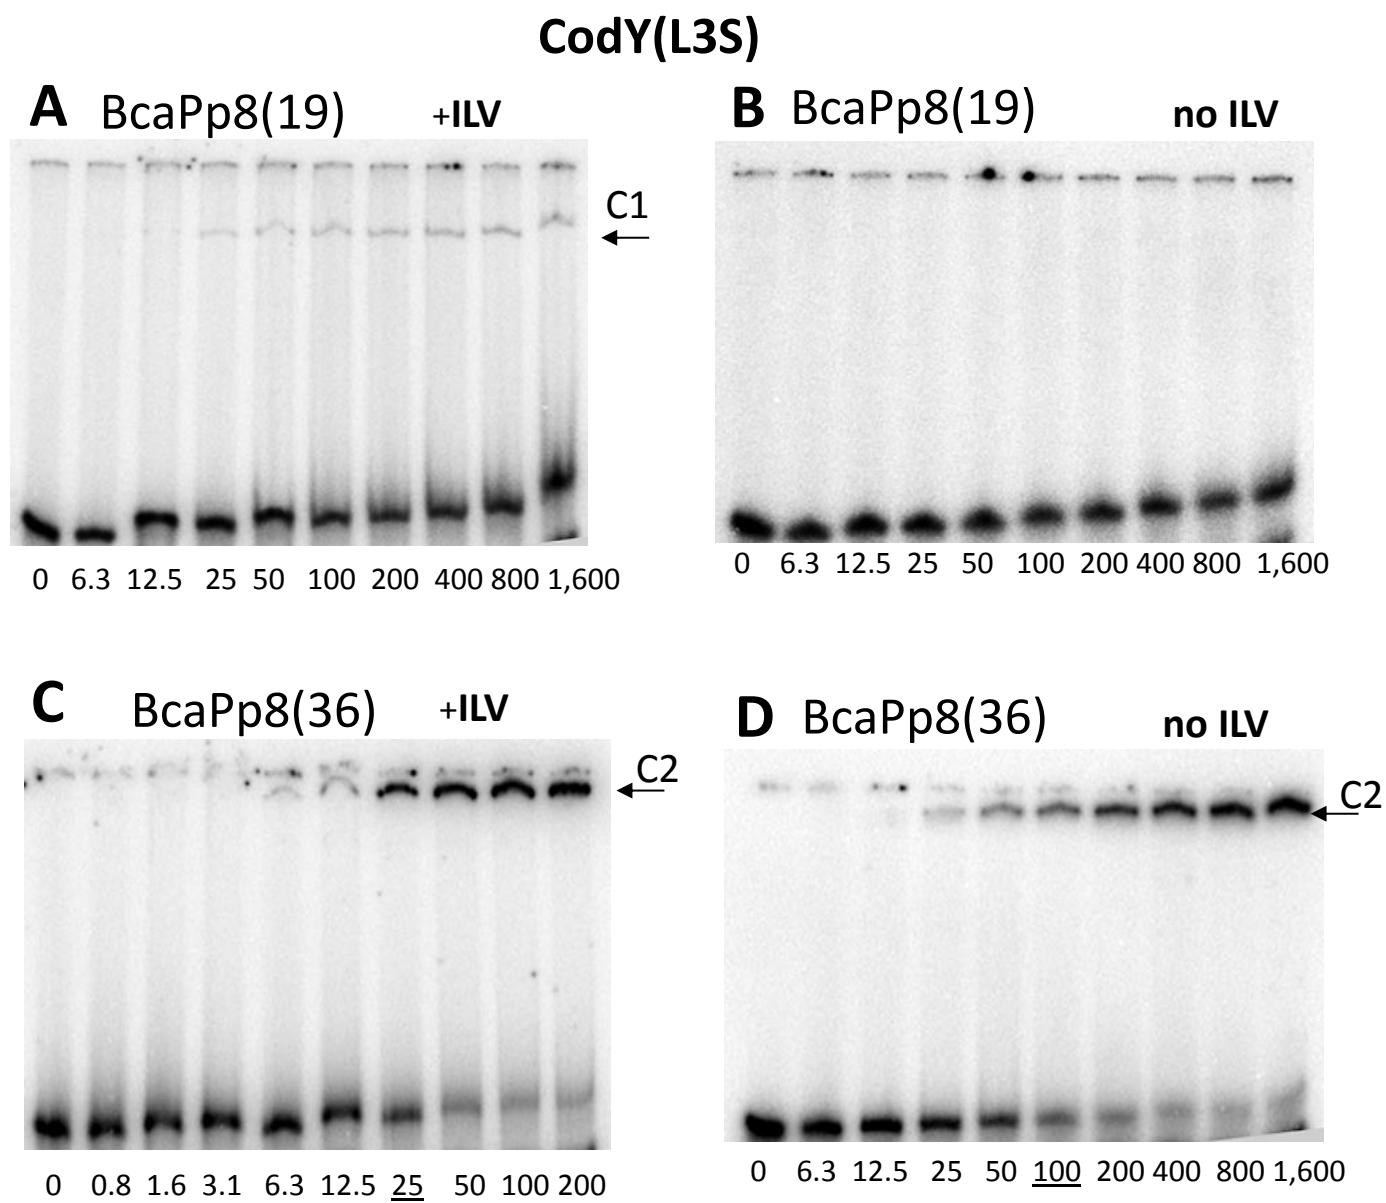 CodY(L3S)
A BcaPp8(19) +ILV
C1
0 6.3 12.5 25 50 100 200 400 800 1,600
B BcaPp8(19) no ILV
0 6.3 12.5 25 50 100 200 400 800 1,600
C BcaPp8(36) +ILV
C2
0 0.8 1.6 3.1 6.3 12.5 25 50 100 200
D BcaPp8(36) no ILV
C2
0 6.3 12.5 25 50 100 200 400 800 1,600